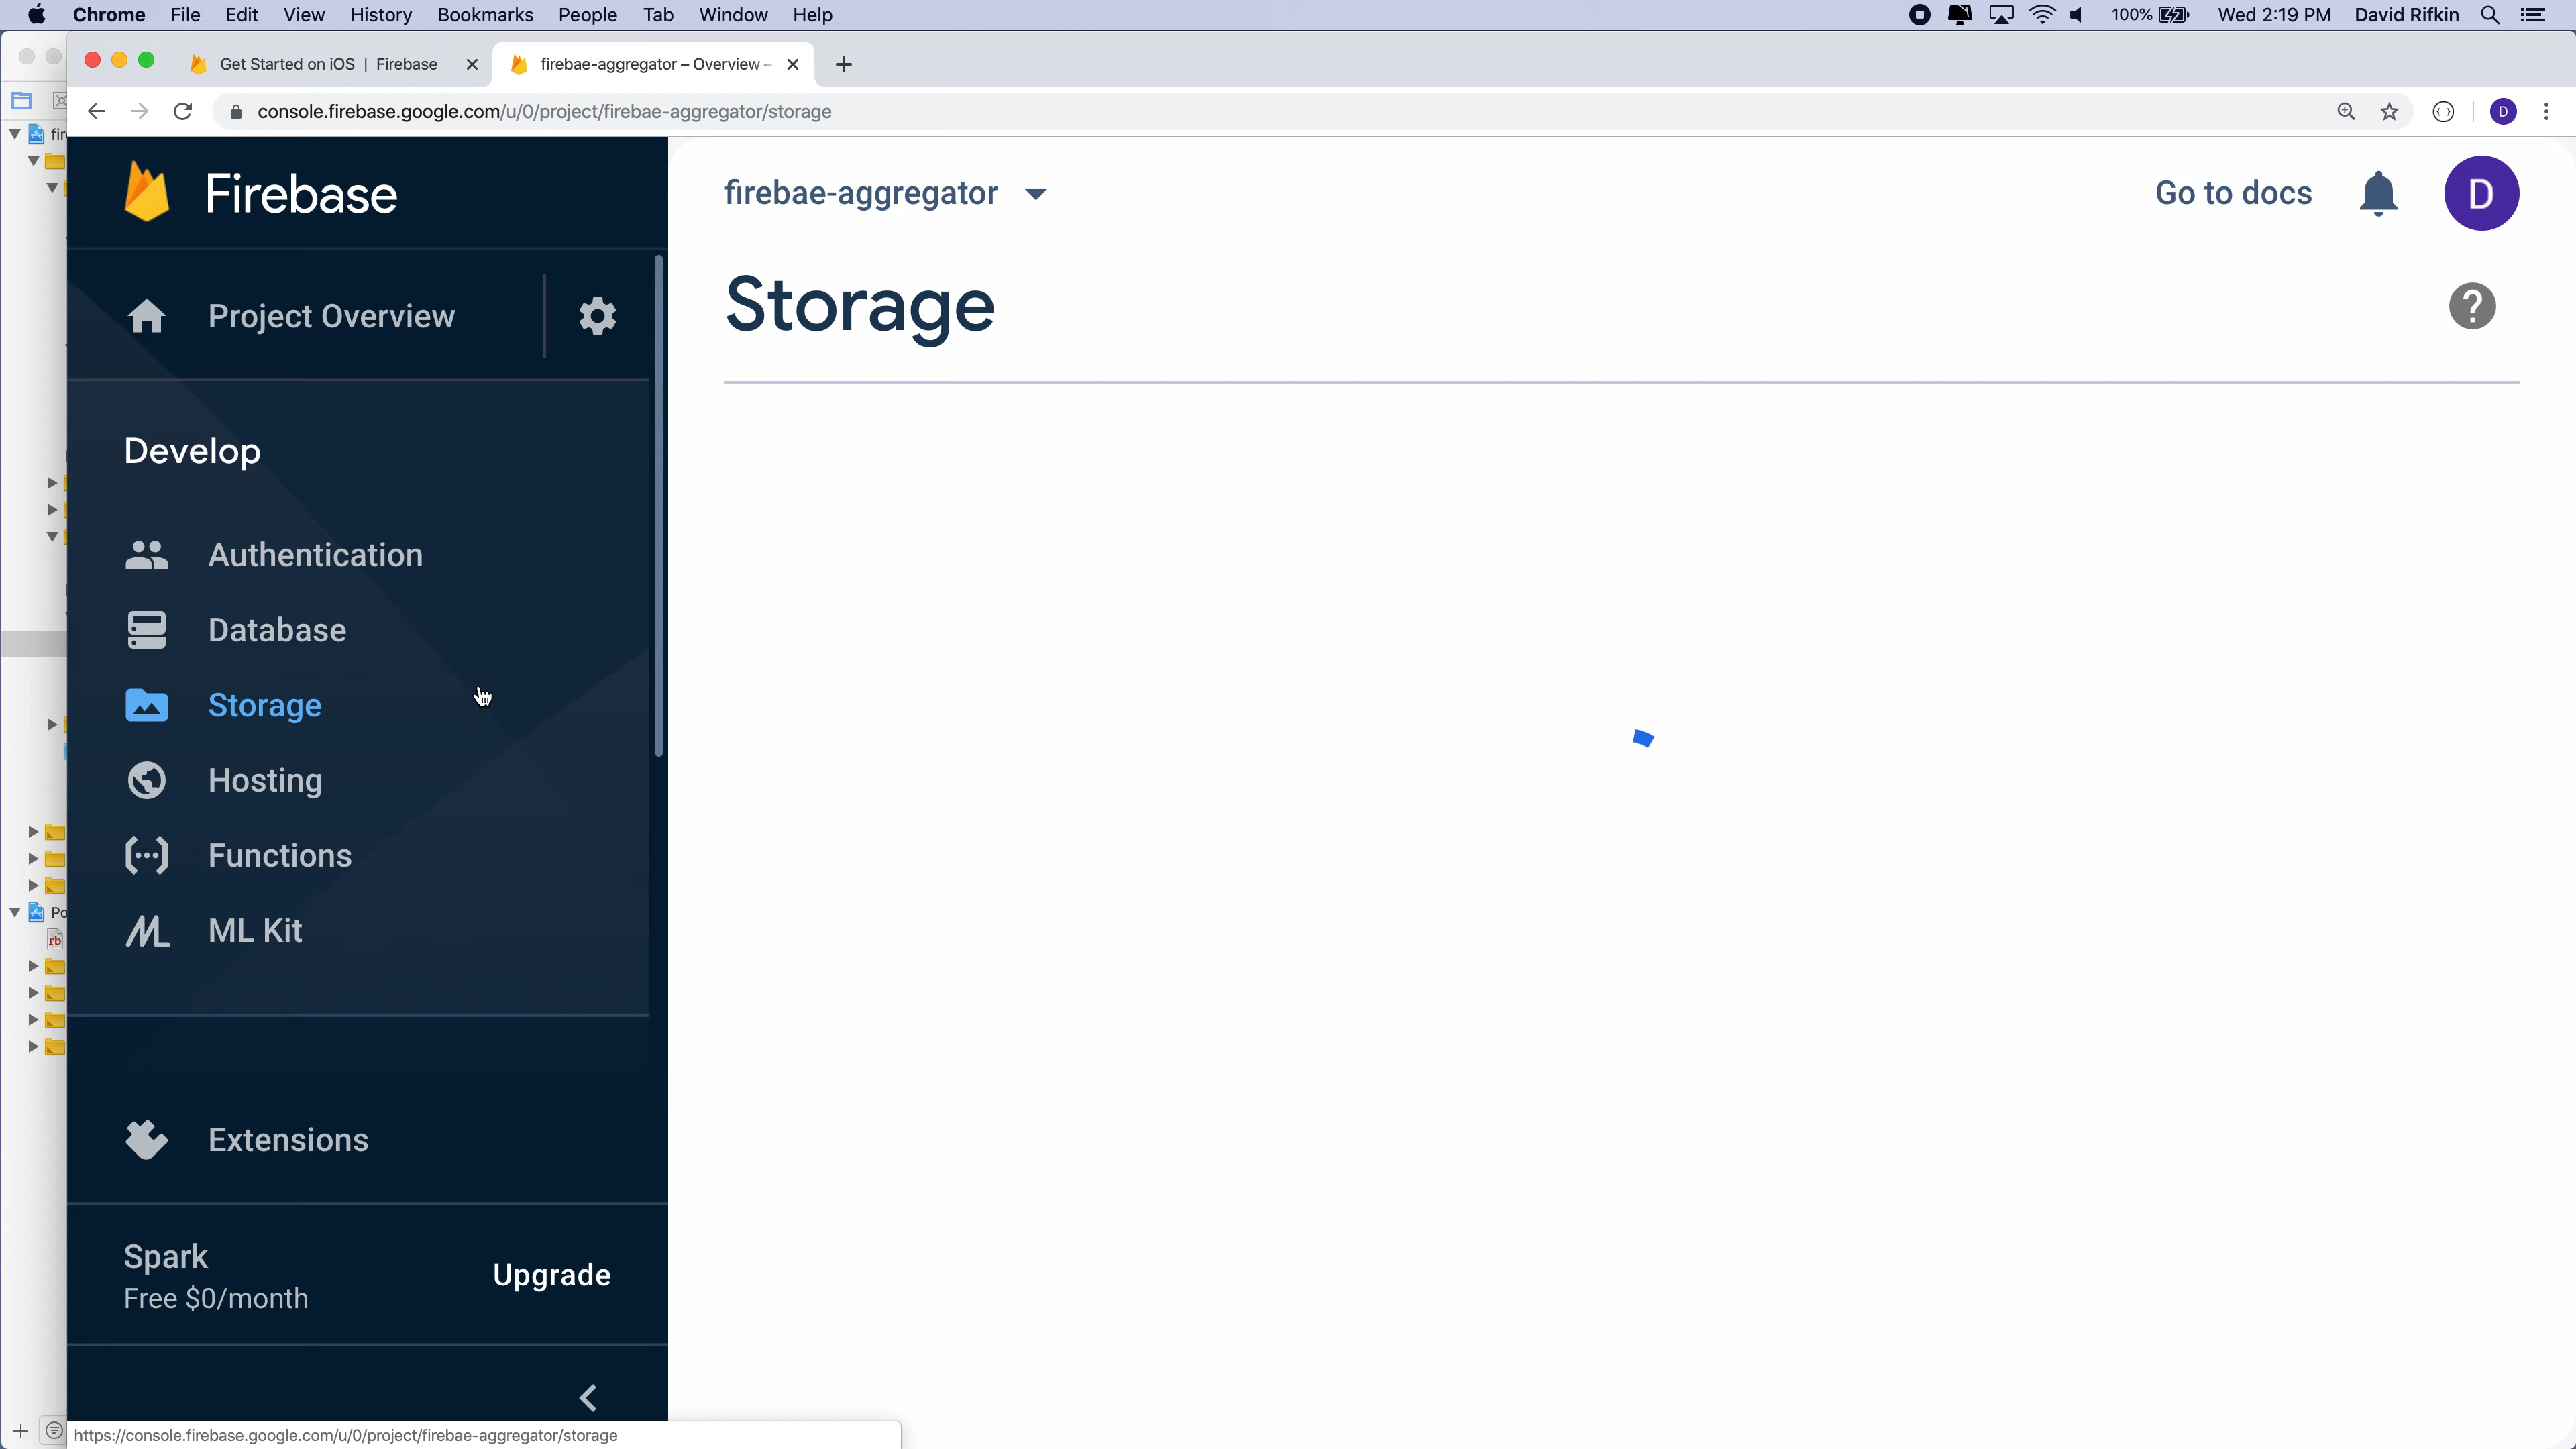 Chrome File Edit View History Bookmarks People Tab Window Help 100% Wed 2:19 PM David Rifkin
Get Started on iOS | Firebase
firebae-aggregator – Overview –
console.firebase.google.com/u/0/project/firebae-aggregator/storage
D
Firebase
firebae-aggregator
Go to docs
D
Project Overview
Storage
?
Develop
Authentication
Database
Storage
Hosting
Functions
ML Kit
Extensions
Spark
Free $0/month
Upgrade
https://console.firebase.google.com/u/0/project/firebae-aggregator/storage
fir
Po
rb